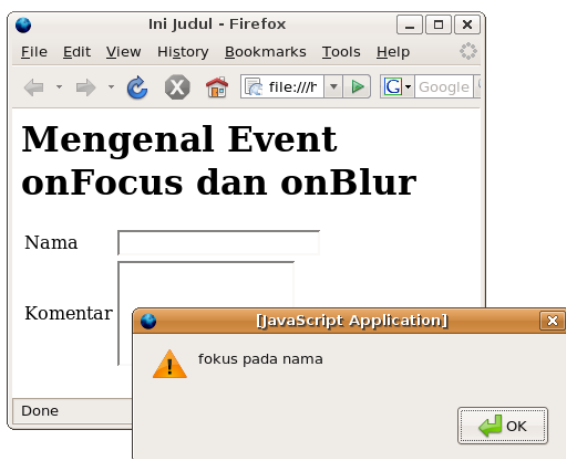 Ini Judul - Firefox
File Edit View History Bookmarks Tools Help
file:///h
G Google
Mengenal Event
onFocus dan onBlur
Nama
Komentar
[JavaScript Application]
fokus pada nama
OK
Done